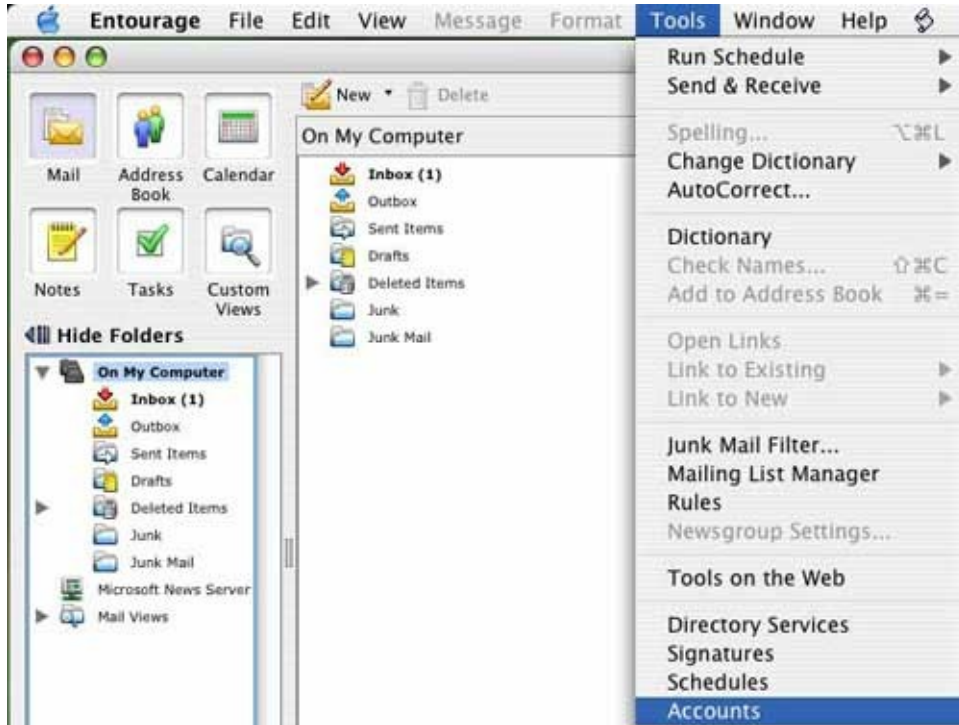 Entourage File Edit View Message Format Tools Window Help
New Delete
Mail Address Book Calendar
Notes Tasks Custom Views
Hide Folders
On My Computer
Inbox (1)
Outbox
Sent Items
Drafts
Deleted Items
Junk
Junk Mail
Microsoft News Server
Mail Views
On My Computer
Inbox (1)
Outbox
Sent Items
Drafts
Deleted Items
Junk
Junk Mail
Run Schedule
Send & Receive
Spelling... ⌥⌘L
Change Dictionary
AutoCorrect...
Dictionary
Check Names... ⇧⌘C
Add to Address Book ⌘=
Open Links
Link to Existing
Link to New
Junk Mail Filter...
Mailing List Manager
Rules
Newsgroup Settings...
Tools on the Web
Directory Services
Signatures
Schedules
Accounts